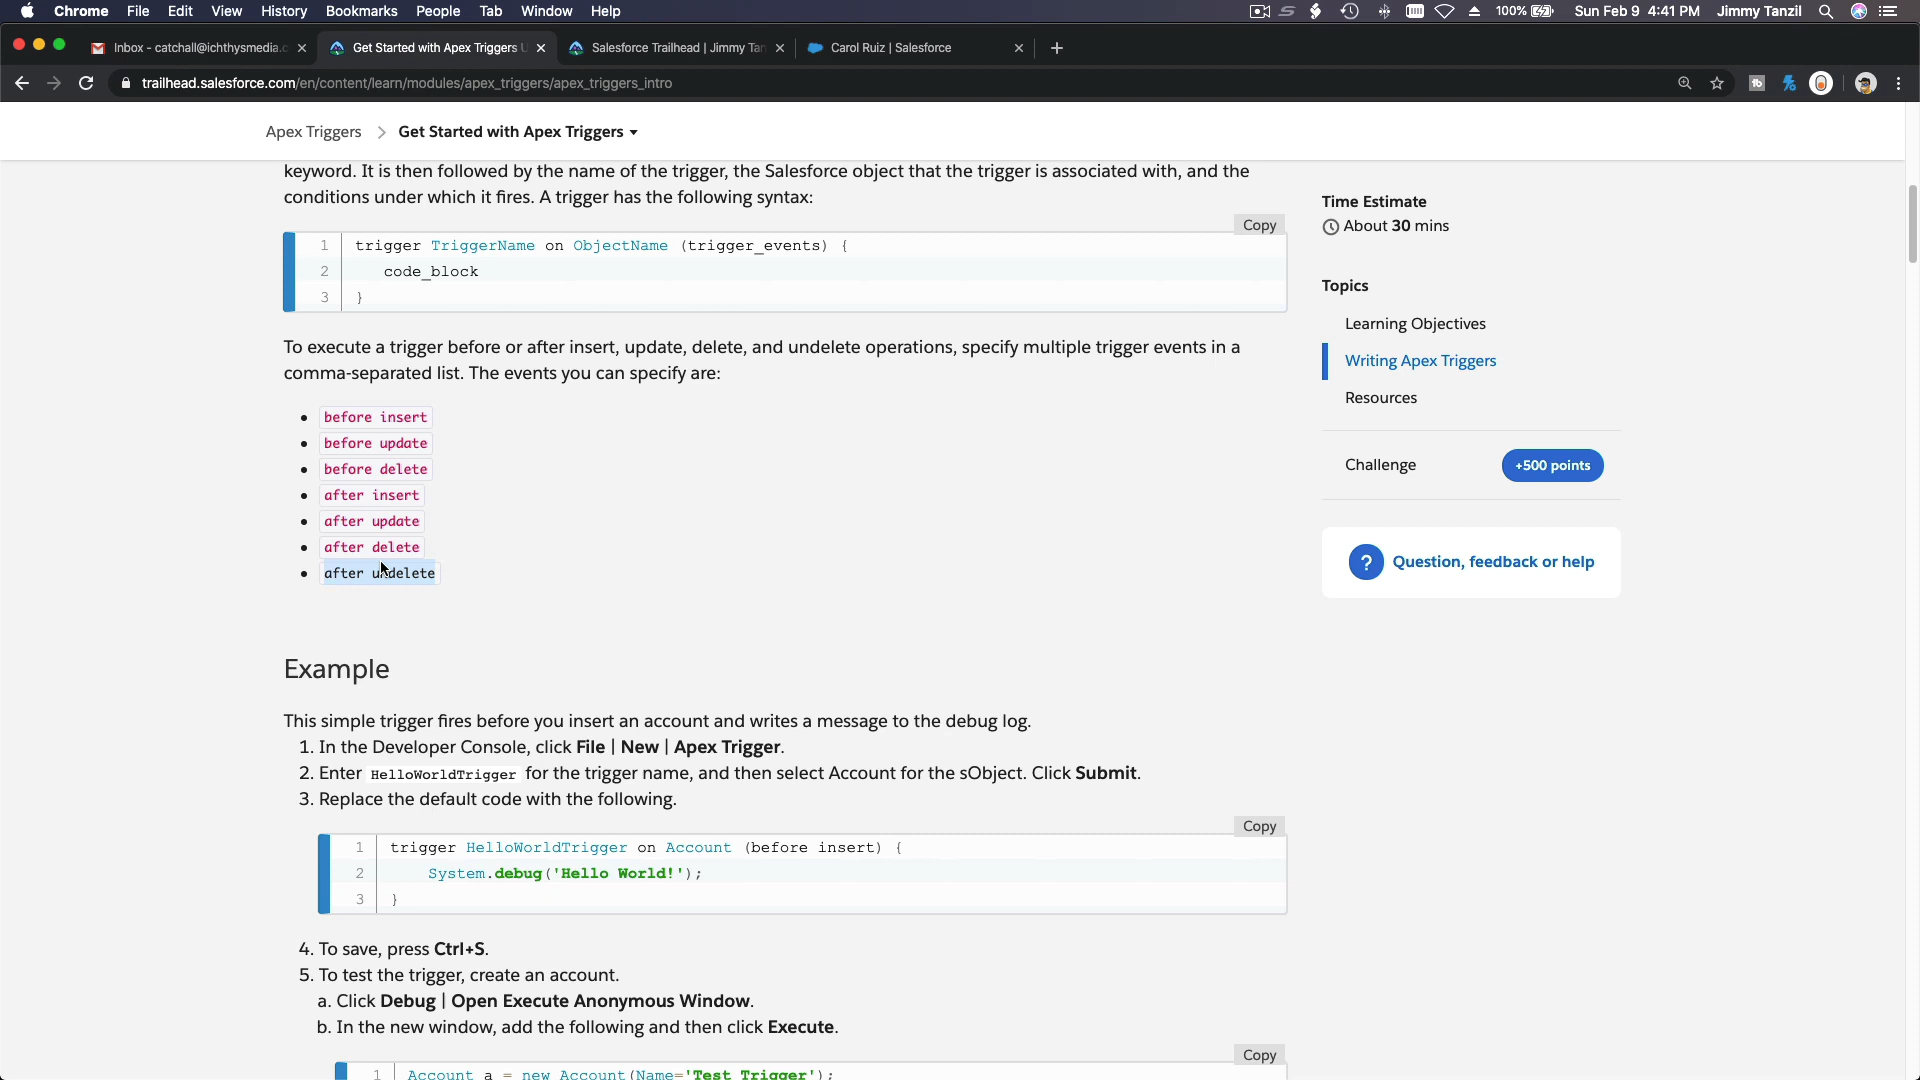 Chrome File Edit View History Bookmarks People Tab Window Help 100% Sun Feb 9 4:41 PM Jimmy Tanzil
Inbox - catchall@ichthysmedia.c
Get Started with Apex Triggers U
Salesforce Trailhead | Jimmy Tan
Carol Ruiz | Salesforce
trailhead.salesforce.com/en/content/learn/modules/apex_triggers/apex_triggers_intro
Apex Triggers > Get Started with Apex Triggers
keyword. It is then followed by the name of the trigger, the Salesforce object that the trigger is associated with, and the
conditions under which it fires. A trigger has the following syntax:
Copy
1 trigger TriggerName on ObjectName (trigger_events) {
2 code_block
3 }
To execute a trigger before or after insert, update, delete, and undelete operations, specify multiple trigger events in a
comma-separated list. The events you can specify are:
• before insert
• before update
• before delete
• after insert
• after update
• after delete
• after undelete
Example
This simple trigger fires before you insert an account and writes a message to the debug log.
1. In the Developer Console, click File | New | Apex Trigger.
2. Enter HelloWorldTrigger for the trigger name, and then select Account for the sObject. Click Submit.
3. Replace the default code with the following.
Copy
1 trigger HelloWorldTrigger on Account (before insert) {
2 System.debug('Hello World!');
3 }
4. To save, press Ctrl+S.
5. To test the trigger, create an account.
a. Click Debug | Open Execute Anonymous Window.
b. In the new window, add the following and then click Execute.
Copy
1 Account a = new Account(Name='Test Trigger');
Time Estimate
About 30 mins
Topics
Learning Objectives
Writing Apex Triggers
Resources
Challenge
+500 points
? Question, feedback or help